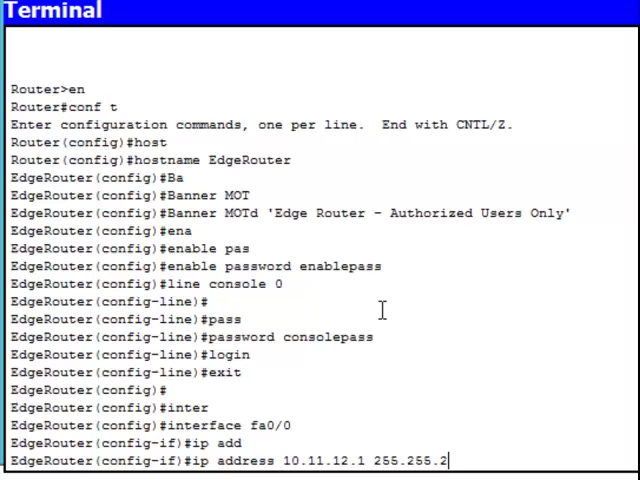 Terminal
Router>en
Router#conf t
Enter configuration commands, one per line.  End with CNTL/Z.
Router(config)#host
Router(config)#hostname EdgeRouter
EdgeRouter(config)#Ba
EdgeRouter(config)#Banner MOT
EdgeRouter(config)#Banner MOTd 'Edge Router - Authorized Users Only'
EdgeRouter(config)#ena
EdgeRouter(config)#enable pas
EdgeRouter(config)#enable password enablepass
EdgeRouter(config)#line console 0
EdgeRouter(config-line)#
EdgeRouter(config-line)#pass
EdgeRouter(config-line)#password consolepass
EdgeRouter(config-line)#login
EdgeRouter(config-line)#exit
EdgeRouter(config)#
EdgeRouter(config)#inter
EdgeRouter(config)#interface fa0/0
EdgeRouter(config-if)#ip add
EdgeRouter(config-if)#ip address 10.11.12.1 255.255.2